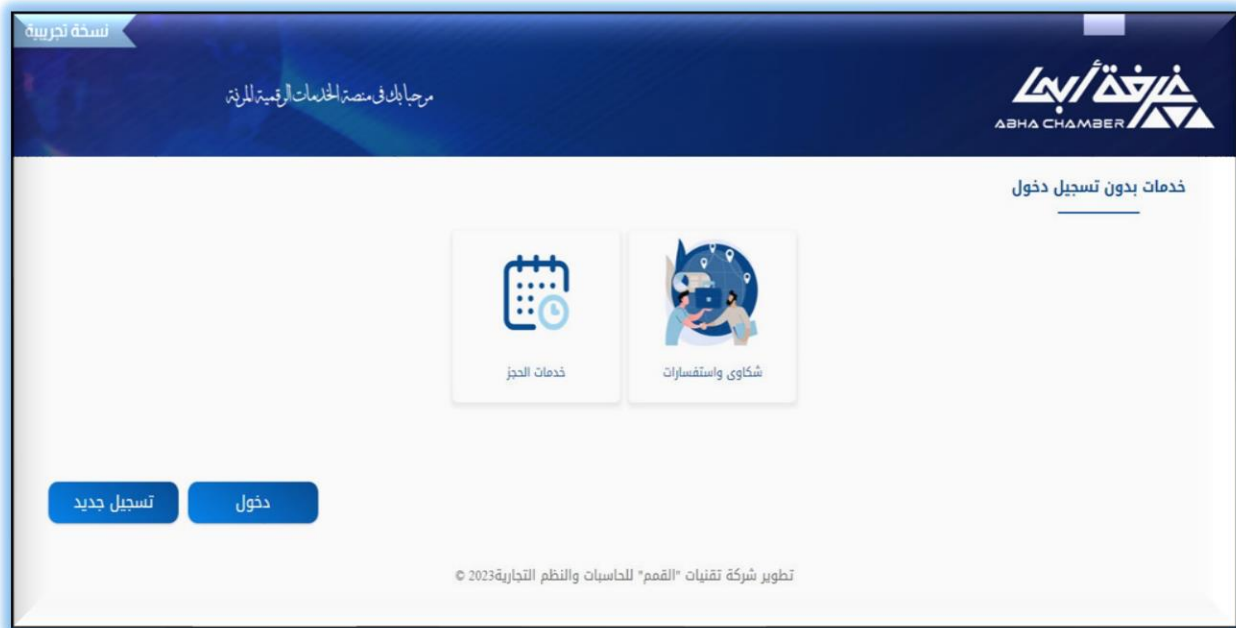 نسخة تجريبية
غرفة أبها
ABHA CHAMBER
مرحبا بك في منصة الخدمات الرقمية المرنة
خدمات بدون تسجيل دخول
شكاوى واستفسارات
خدمات الحجز
دخول
تسجيل جديد
تطوير شركة تقنيات "القمم" للحاسبات والنظم التجارية2023 ©